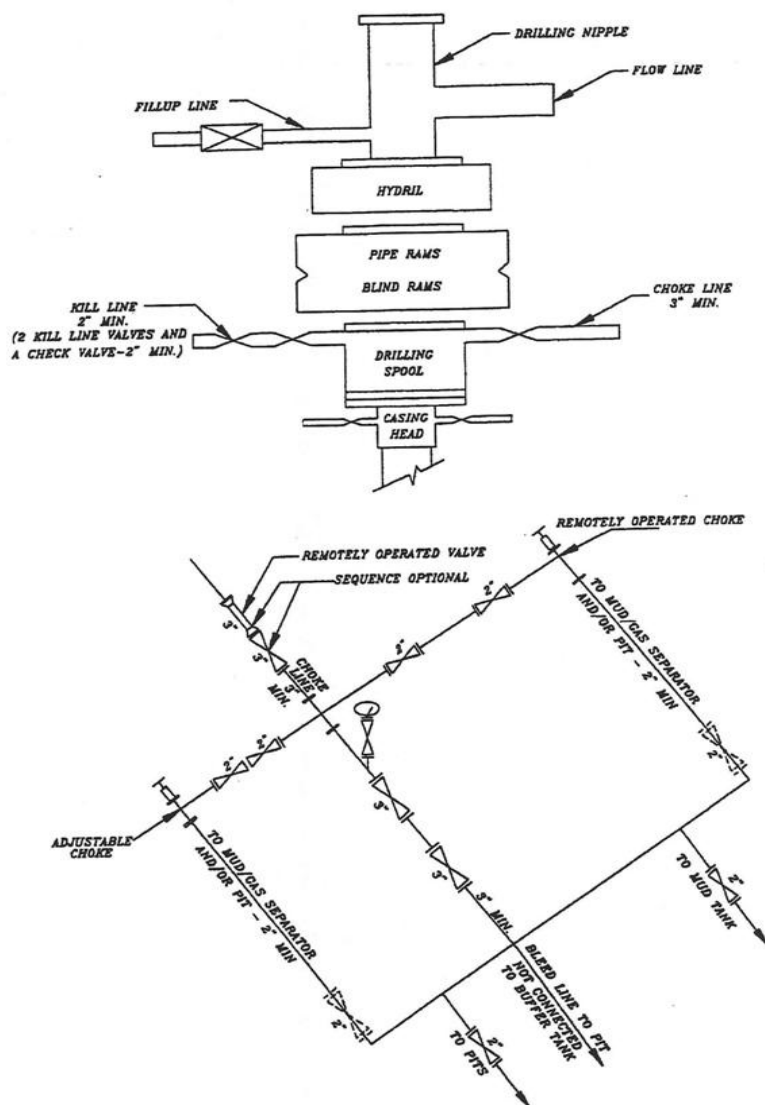 DRILLING NIPPLE
FLOW LINE
FILLUP LINE
HYDRIL
PIPE RAMS
BLIND RAMS
KILL LINE
2" MIN.
(2 KILL LINE VALVES AND
A CHECK VALVE-2" MIN.)
CHOKE LINE
3" MIN.
DRILLING
SPOOL
CASING
HEAD
REMOTELY OPERATED CHOKE
REMOTELY OPERATED VALVE
SEQUENCE OPTIONAL
3"
3"
CHOKE
LINE
3"
MIN.
2"
2"
TO MUD/GAS SEPARATOR
AND/OR PIT - 2" MIN
2"
2"
2"
ADJUSTABLE
CHOKE
TO MUD/GAS SEPARATOR
AND/OR PIT - 2" MIN
2"
3"
3"
3" MIN.
BLEED LINE TO PIT
NOT CONNECTED
TO BUFFER TANK
2"
TO MUD TANK
2"
TO PITS